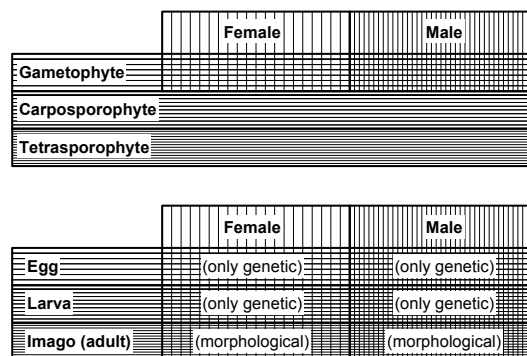 Female Male
Gametophyte
Carposporophyte
Tetrasporophyte
Female Male
Egg (only genetic) (only genetic)
Larva (only genetic) (only genetic)
Imago (adult) (morphological) (morphological)